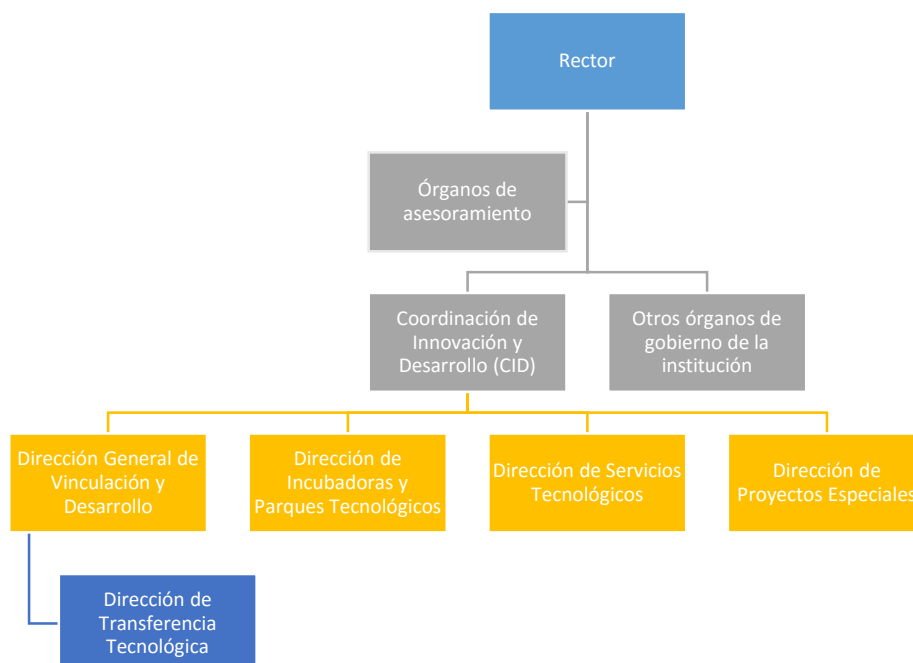 Rector
Órganos de
asesoramiento
Coordinación de
Innovación y
Desarrollo (CID)
Otros órganos de
gobierno de la
institución
Dirección General de
Vinculación y
Desarrollo
Dirección de
Incubadoras y
Parques Tecnológicos
Dirección de Servicios
Tecnológicos
Dirección de
Proyectos Especiales
Dirección de
Transferencia
Tecnológica